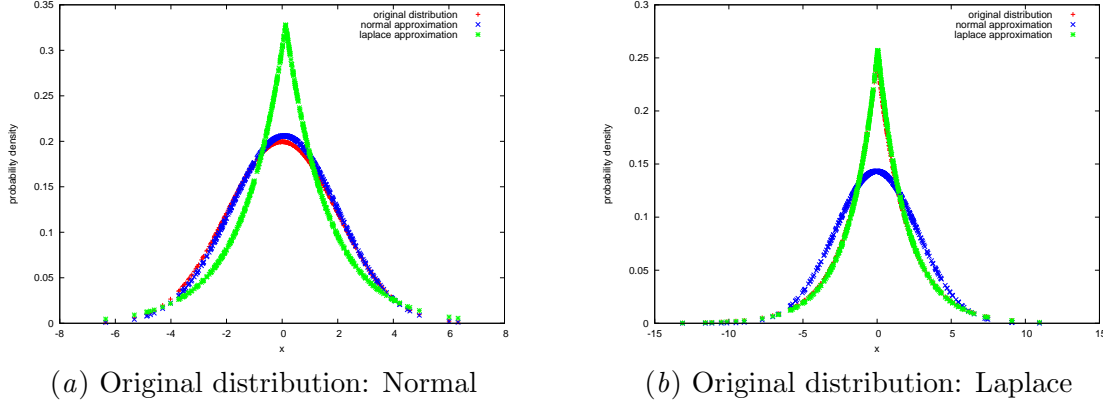 original distribution
normal approximation
laplace approximation
0.35
0.3
0.25
0.2
0.15
0.1
0.05
0
probability density
-8
-6
-4
-2
0
2
4
6
8
x
(a) Original distribution: Normal
original distribution
normal approximation
laplace approximation
0.3
0.25
0.2
0.15
0.1
0.05
0
probability density
-15
-10
-5
0
5
10
15
x
(b) Original distribution: Laplace